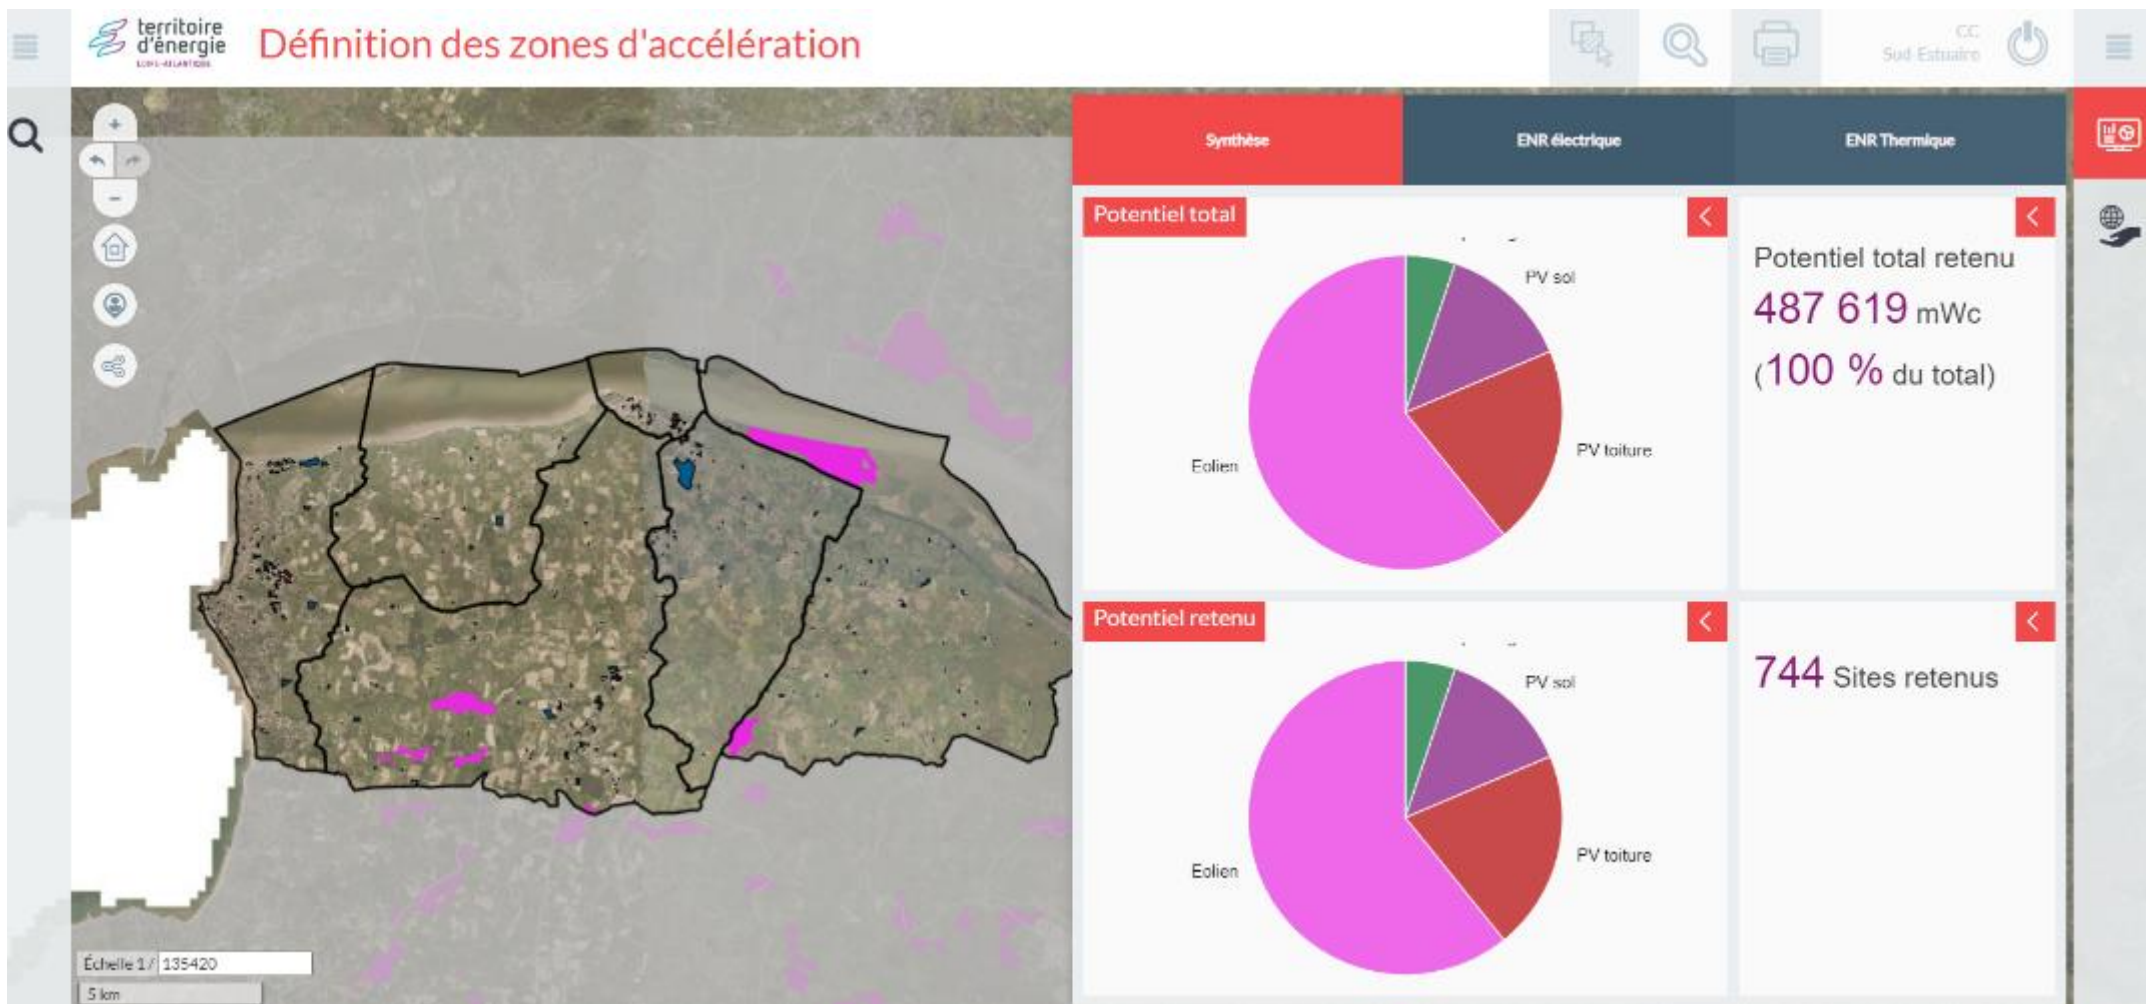 territoire
d'énergie
LOIRE-ATLANTIQUE
Définition des zones d'accélération
CC
Sud-Estuaire
Synthèse
ENR électrique
ENR Thermique
Potentiel total
PV sol
PV toiture
Eolien
Potentiel total retenu
487 619 mWc
(100 % du total)
Potentiel retenu
PV sol
PV toiture
Eolien
744 Sites retenus
Échelle 1 / 135420
5 km